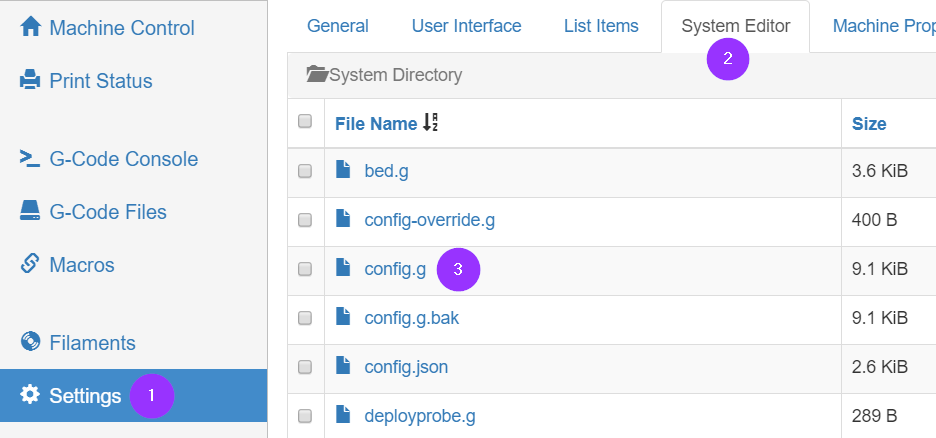 Machine Control
Print Status
G-Code Console
G-Code Files
Macros
Filaments
Settings 1
General User Interface List Items System Editor Machine Prop
2
System Directory
File Name Size
bed.g 3.6 KiB
config-override.g 400 B
config.g 3 9.1 KiB
config.g.bak 9.1 KiB
config.json 2.6 KiB
deployprobe.g 289 B